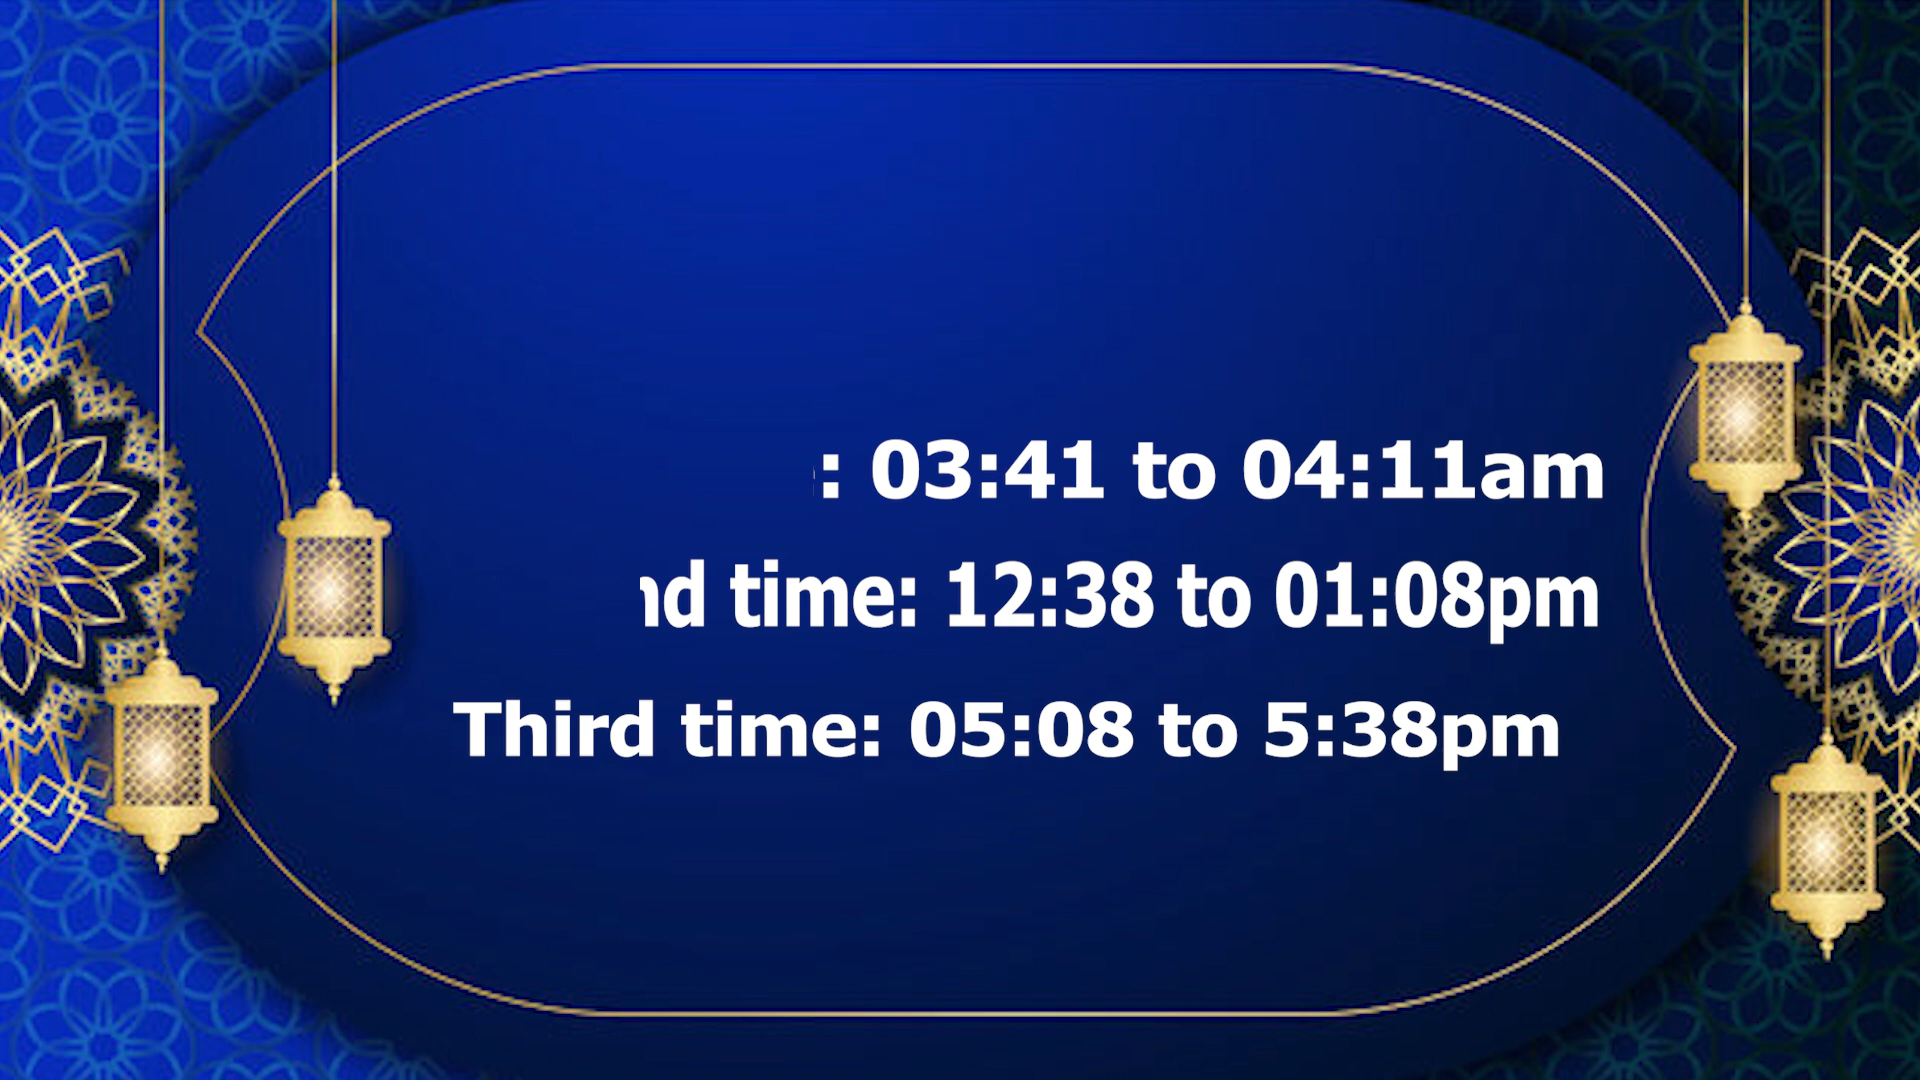 : 03:41 to 04:11am
time: 12:38 to 01:08pm
Third time: 05:08 to 5:38pm